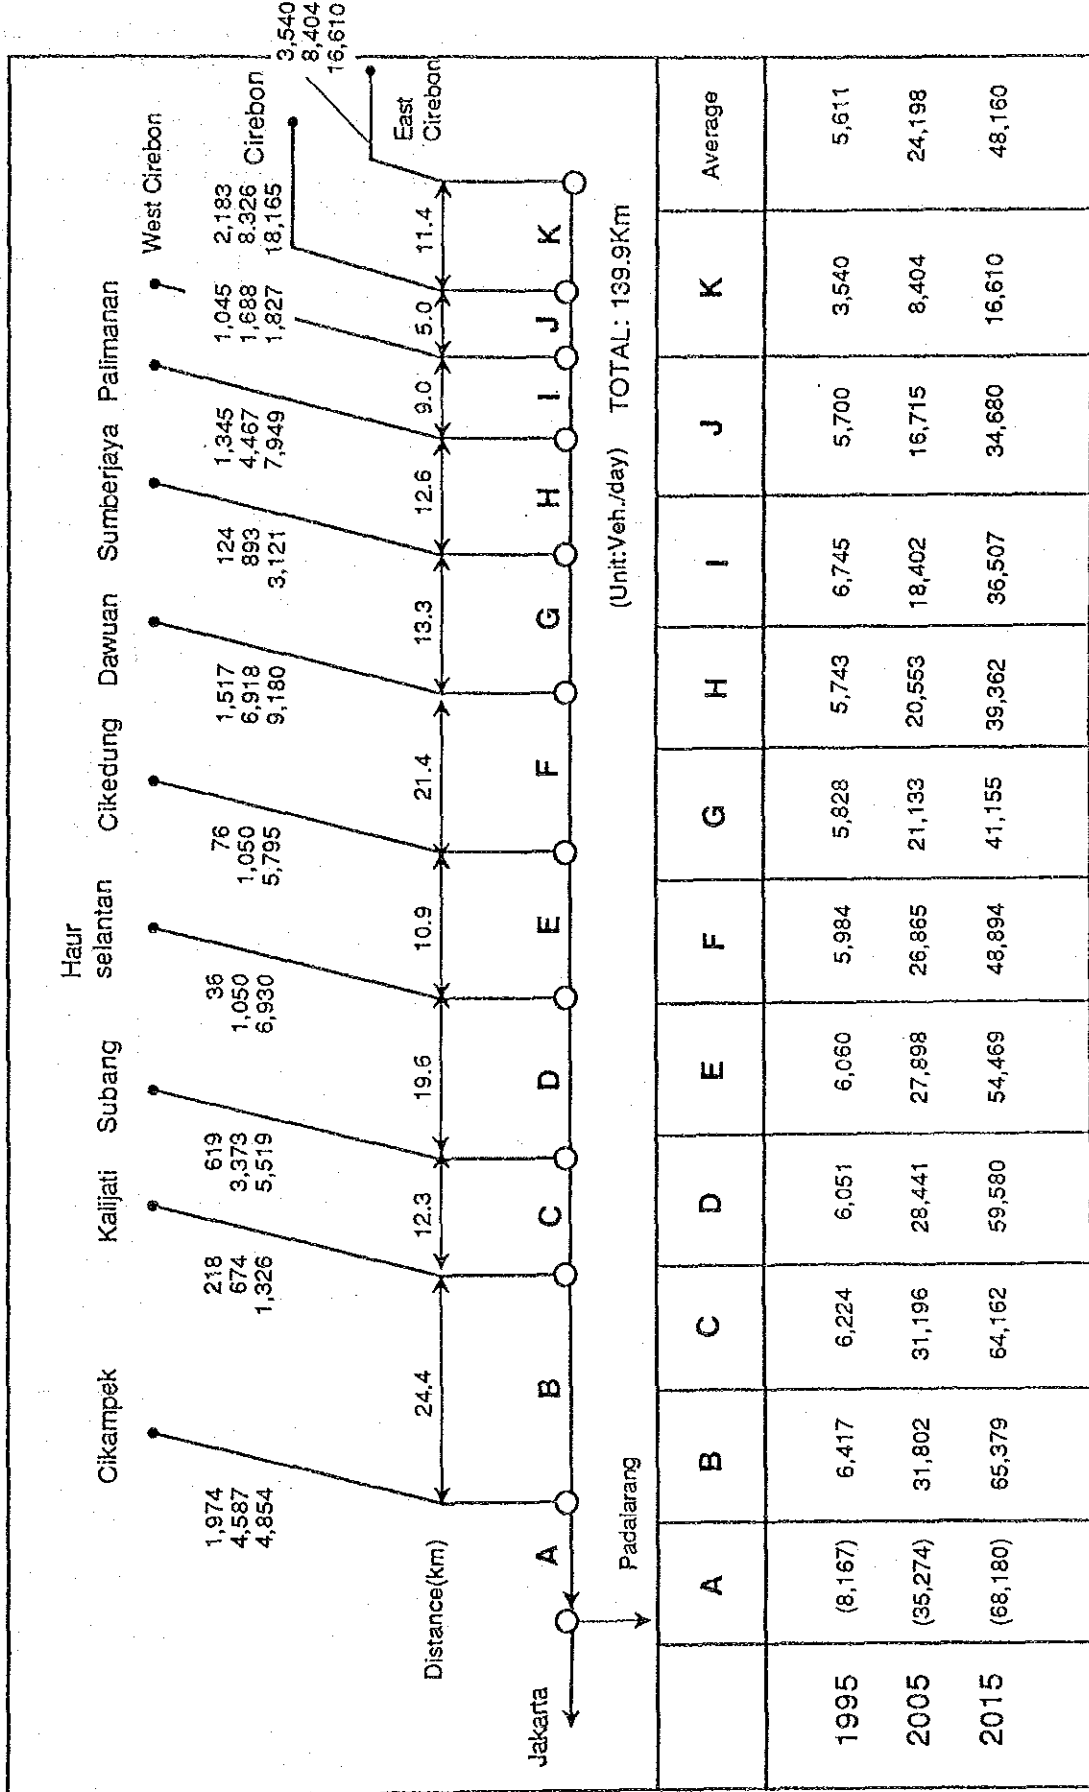 Cikampek
Kalijati
Subang
Haur
selantan
Cikedung
Dawuan
Sumberjaya
Palimanan
West Cirebon
Cirebon
East
Cirebon
1,974
4,587
4,854
218
674
1,326
619
3,373
5,519
36
1,050
6,930
76
1,050
5,795
1,517
6,918
9,180
124
893
3,121
1,345
4,467
7,949
1,045
1,688
1,827
2,183
8.326
18,165
3,540
8,404
16,610
Distance(km) 24.4 12.3 19.6 10.9 21.4 13.3 12.6 9.0 5.0 11.4
Jakarta A B C D E F G H I J K
Padalarang
(Unit:Veh./day) TOTAL: 139.9Km
A B C D E F G H I J K Average
1995 (8,167) 6,417 6,224 6,051 6,060 5,984 5,828 5,743 6,745 5,700 3,540 5,611
2005 (35,274) 31,802 31,196 28,441 27,898 26,865 21,133 20,553 18,402 16,715 8,404 24,198
2015 (68,180) 65,379 64,162 59,580 54,469 48,894 41,155 39,362 36,507 34,680 16,610 48,160